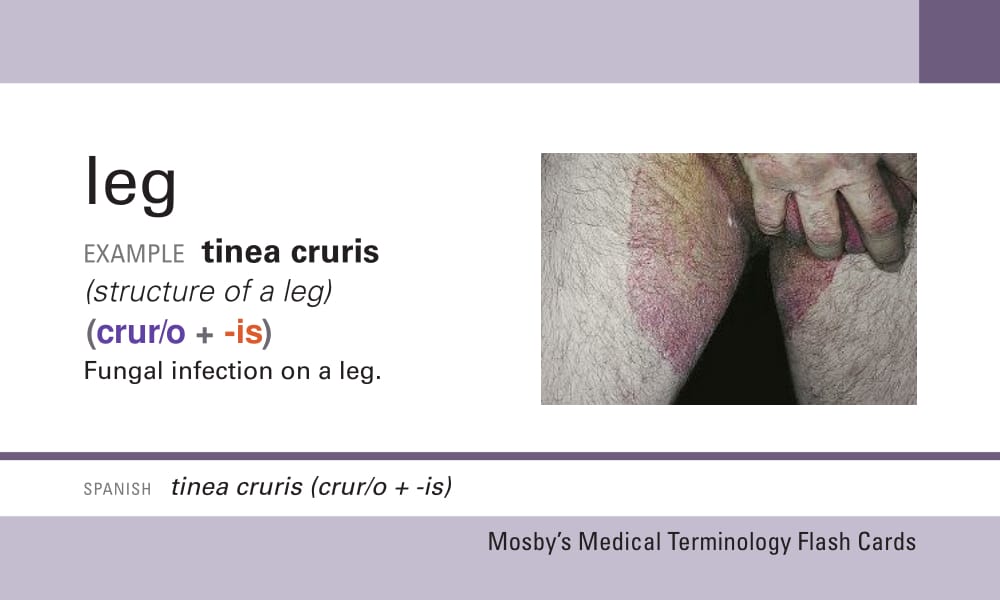 leg
EXAMPLE tinea cruris
(structure of a leg)
(crur/o + -is)
Fungal infection on a leg.
SPANISH tinea cruris (crur/o + -is)
Mosby's Medical Terminology Flash Cards